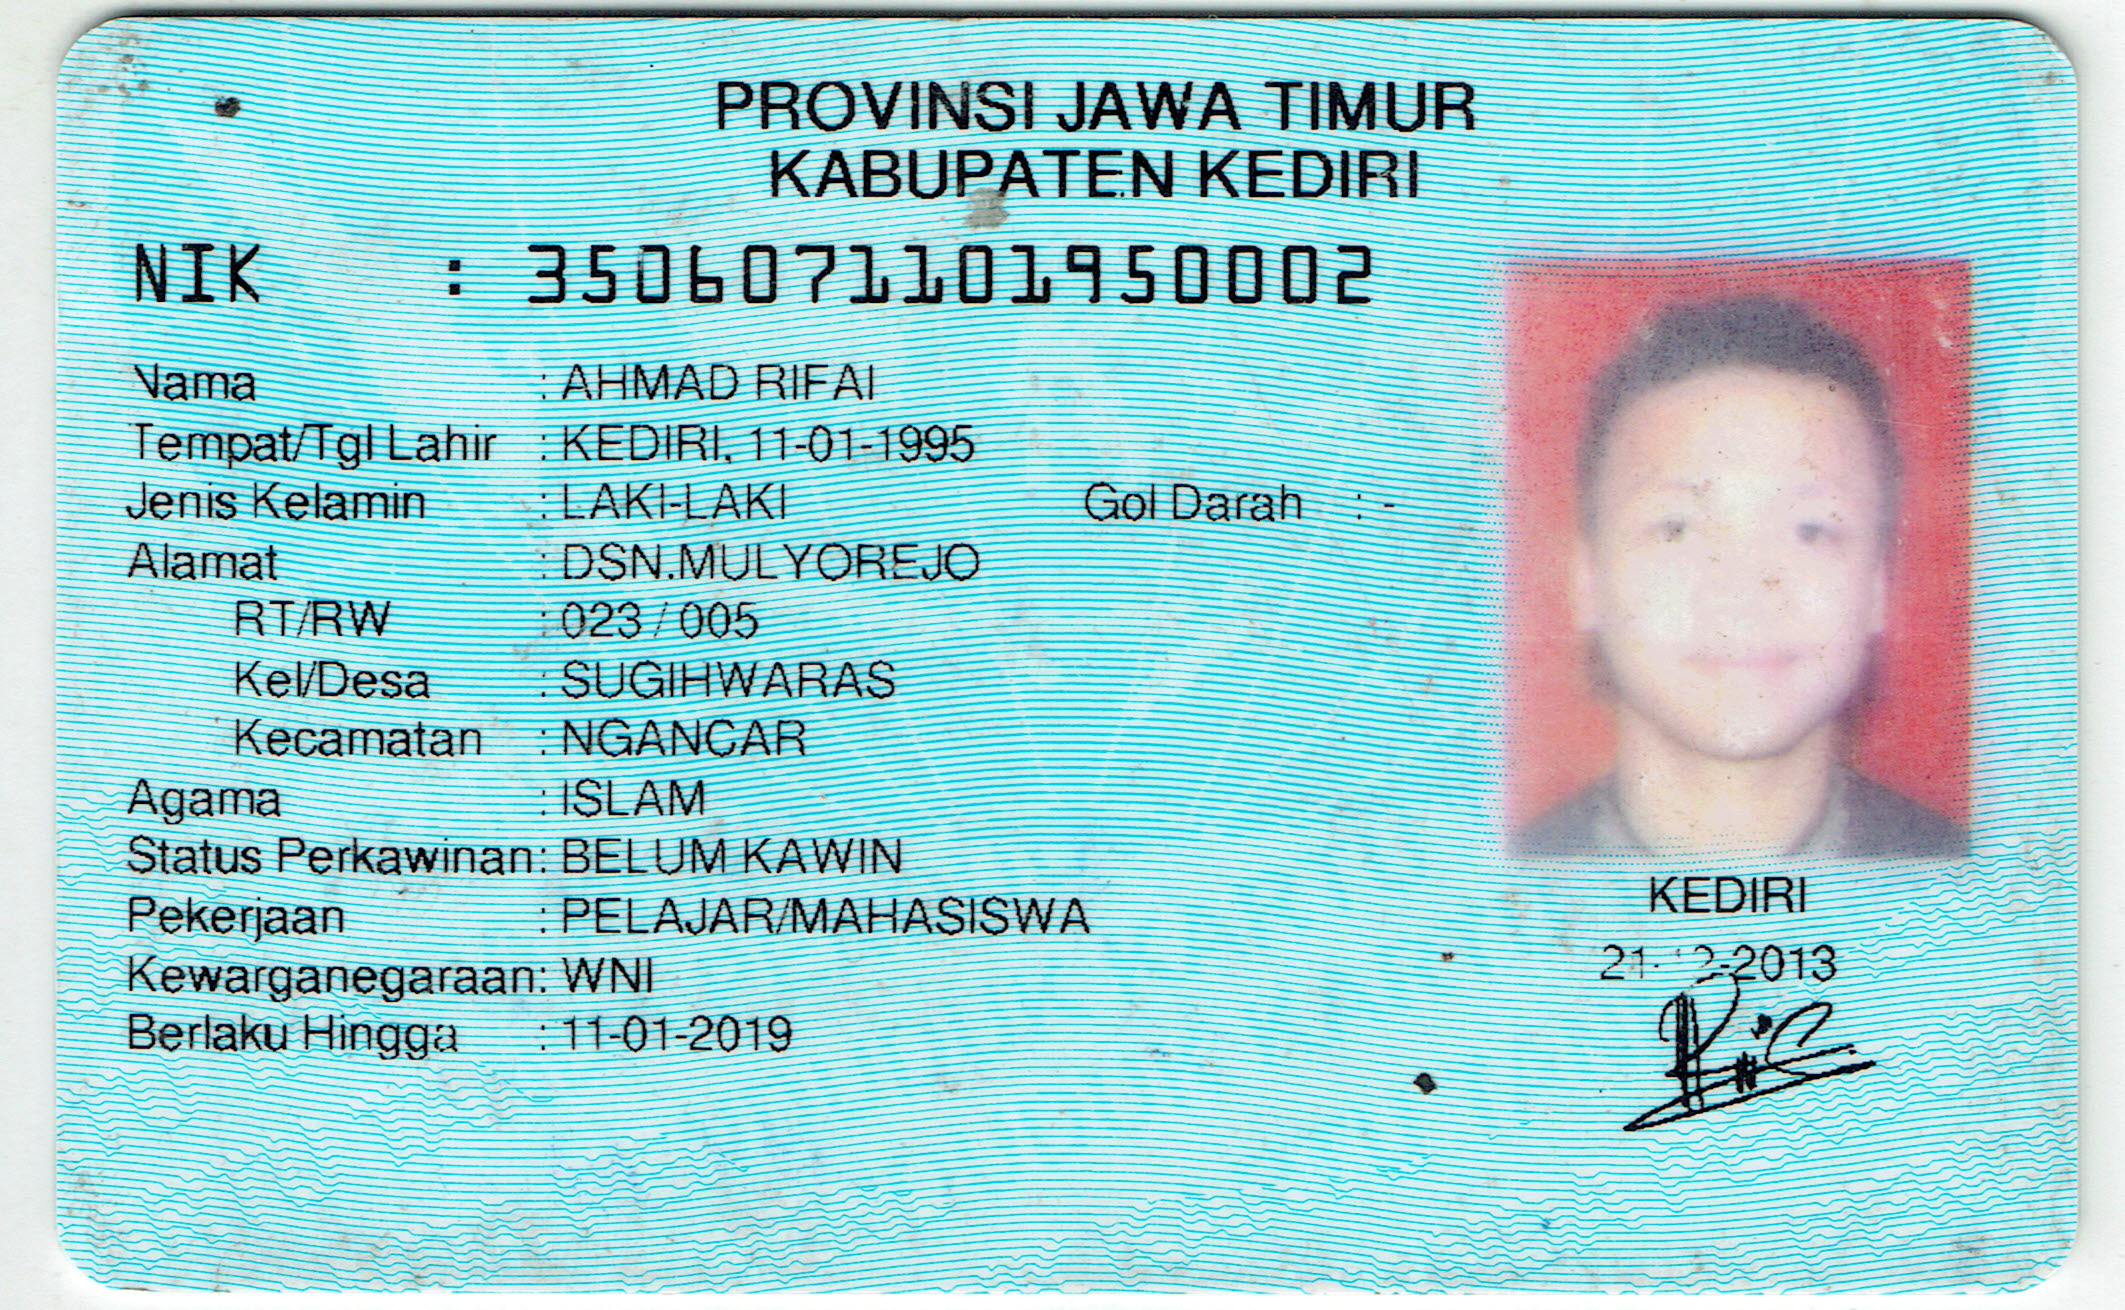 PROVINSI JAWA TIMUR
KABUPATEN KEDIRI
NIK : 3506071101950002
Nama : AHMAD RIFAI
Tempat/Tgl Lahir : KEDIRI, 11-01-1995
Jenis Kelamin : LAKI-LAKI Gol Darah : -
Alamat : DSN.MULYOREJO
RT/RW : 023 / 005
Kel/Desa : SUGIHWARAS
Kecamatan : NGANCAR
Agama : ISLAM
Status Perkawinan: BELUM KAWIN
Pekerjaan : PELAJAR/MAHASISWA
Kewarganegaraan: WNI
Berlaku Hingga : 11-01-2019
KEDIRI
21-12-2013